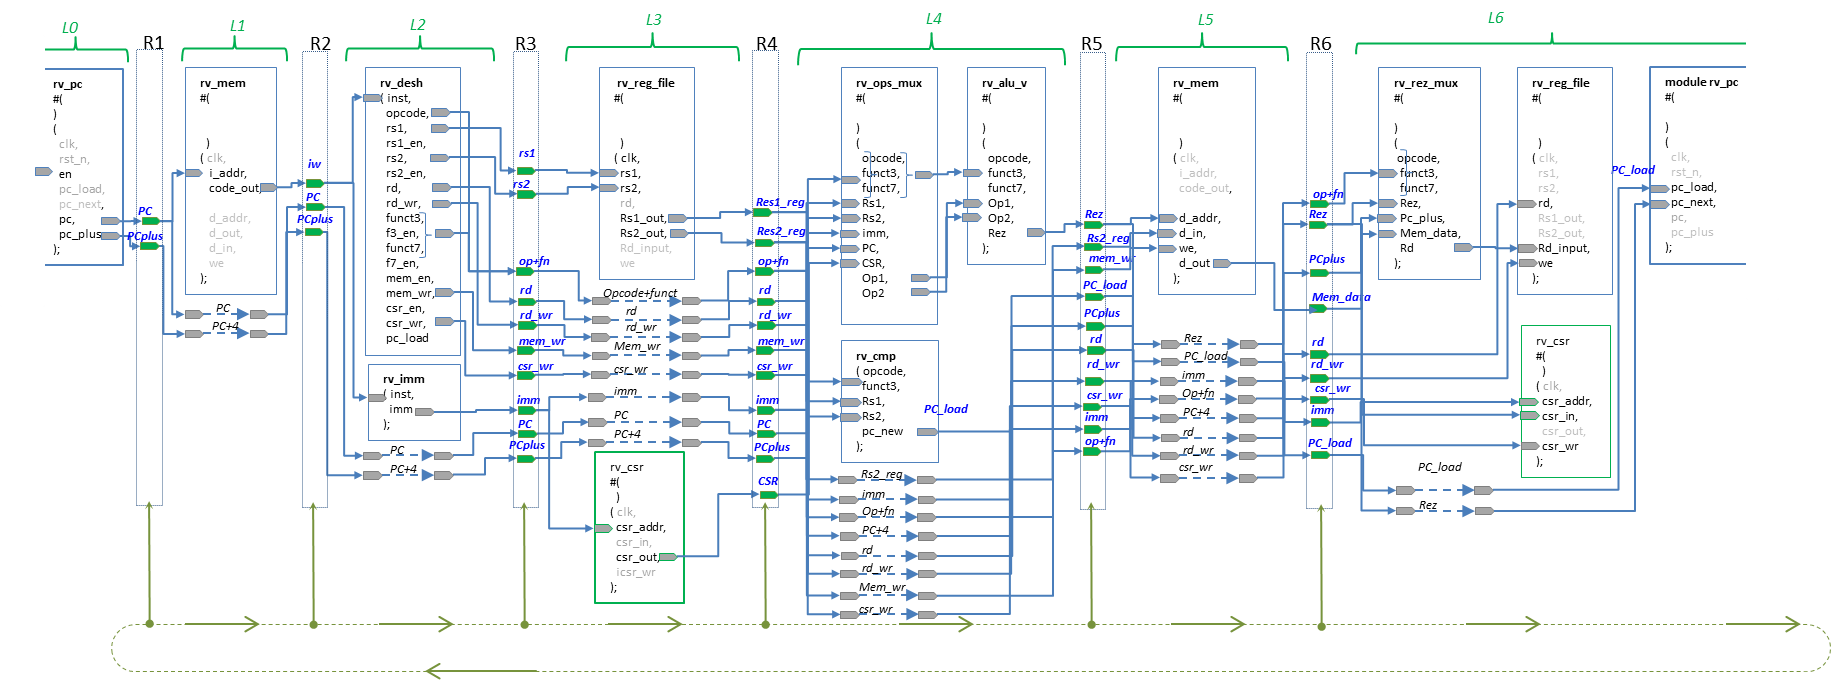 L0
L1
L2
L3
L4
L5
L6
R1
R2
R3
R4
R5
R6
rv_pc
#(
)
(
clk,
rst_n,
en
pc_load,
pc_next,
pc,
pc_plus
);
PC
PCplus
rv_mem
#(
)
( clk,
i_addr,
code_out,
d_addr,
d_out,
d_in,
we
);
PC
PC+4
iw
PC
PCplus
rv_desh
( inst,
opcode,
rs1,
rs1_en,
rs2,
rs2_en,
rd,
rd_wr,
funct3,
f3_en,
funct7,
f7_en,
mem_en,
mem_wr,
csr_en,
csr_wr,
pc_load
rv_imm
( inst,
imm
);
PC
PC+4
rs1
rs2
op+fn
rd
rd_wr
mem_wr
csr_wr
imm
PC
PCplus
rv_reg_file
#(
)
( clk,
rs1,
rs2,
rd,
Rs1_out,
Rs2_out,
Rd_input,
we
);
Opcode+funct
rd
rd_wr
Mem_wr
csr_wr
imm
PC
PC+4
rv_csr
#(
)
( clk,
csr_addr,
csr_in,
csr_out,
icsr_wr
);
Res1_reg
Res2_reg
op+fn
rd
rd_wr
mem_wr
csr_wr
imm
PC
PCplus
CSR
rv_ops_mux
#(
)
(
opcode,
funct3,
funct7,
Rs1,
Rs2,
imm,
PC,
CSR,
Op1,
Op2
rv_alu_v
#(
)
(
opcode,
funct3,
funct7,
Op1,
Op2,
Rez
);
rv_cmp
( opcode,
funct3,
Rs1,
Rs2,
pc_new
);
PC_load
Rs2_reg
imm
Op+fn
PC+4
rd
rd_wr
Mem_wr
csr_wr
Rez
Rs2_reg
mem_wr
PC_load
PCplus
rd
rd_wr
csr_wr
imm
op+fn
rv_mem
#(
)
( clk,
i_addr,
code_out,
d_addr,
d_in,
we,
d_out
);
Rez
PC_load
imm
Op+fn
PC+4
rd
rd_wr
csr_wr
op+fn
Rez
PCplus
Mem_data
rd
rd_wr
csr_wr
imm
PC_load
rv_rez_mux
#(
)
(
opcode,
funct3,
funct7,
Rez,
Pc_plus,
Mem_data,
Rd
);
rv_reg_file
#(
)
( clk,
rs1,
rs2,
rd,
Rs1_out,
Rs2_out,
Rd_input,
we
);
rv_csr
#(
)
( clk,
csr_addr,
csr_in,
csr_out,
csr_wr
);
PC_load
Rez
PC_load
module rv_pc
#(
)
(
clk,
rst_n,
pc_load,
pc_next,
pc,
pc_plus
);